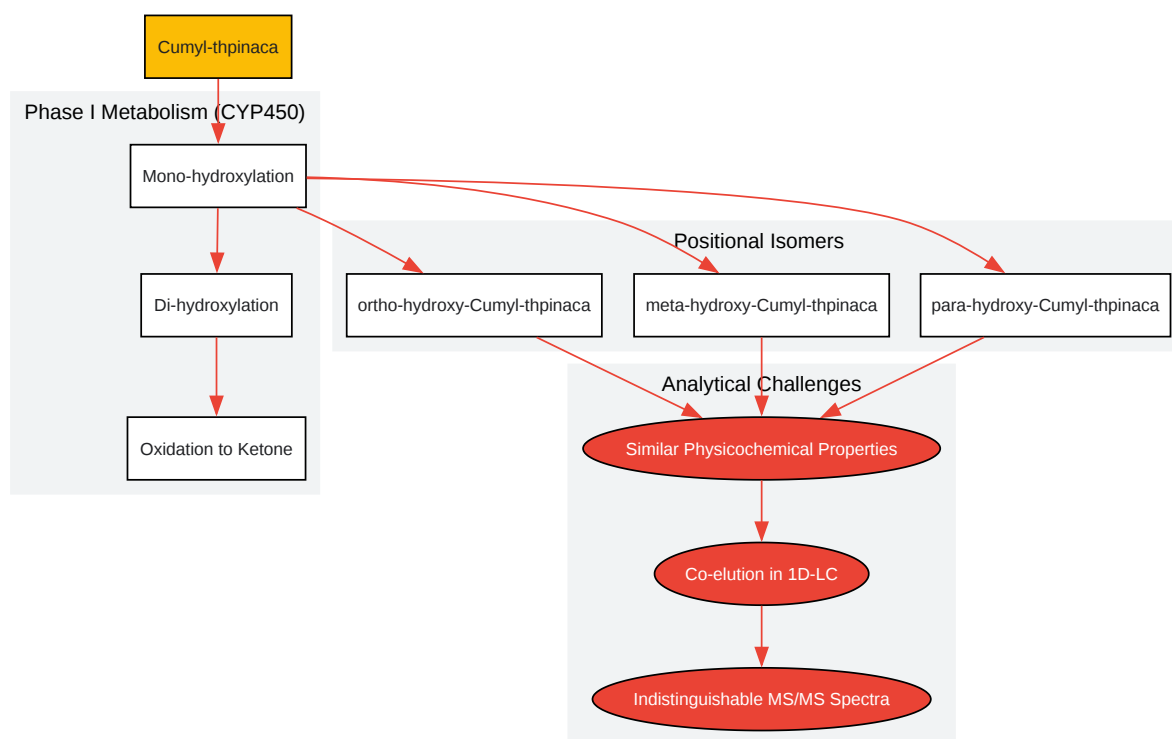 Cumyl-thpinaca
Phase I Metabolism (CYP450)
Mono-hydroxylation
Positional Isomers
Di-hydroxylation
ortho-hydroxy-Cumyl-thpinaca
meta-hydroxy-Cumyl-thpinaca
para-hydroxy-Cumyl-thpinaca
Analytical Challenges
Oxidation to Ketone
Similar Physicochemical Properties
Co-elution in 1D-LC
Indistinguishable MS/MS Spectra